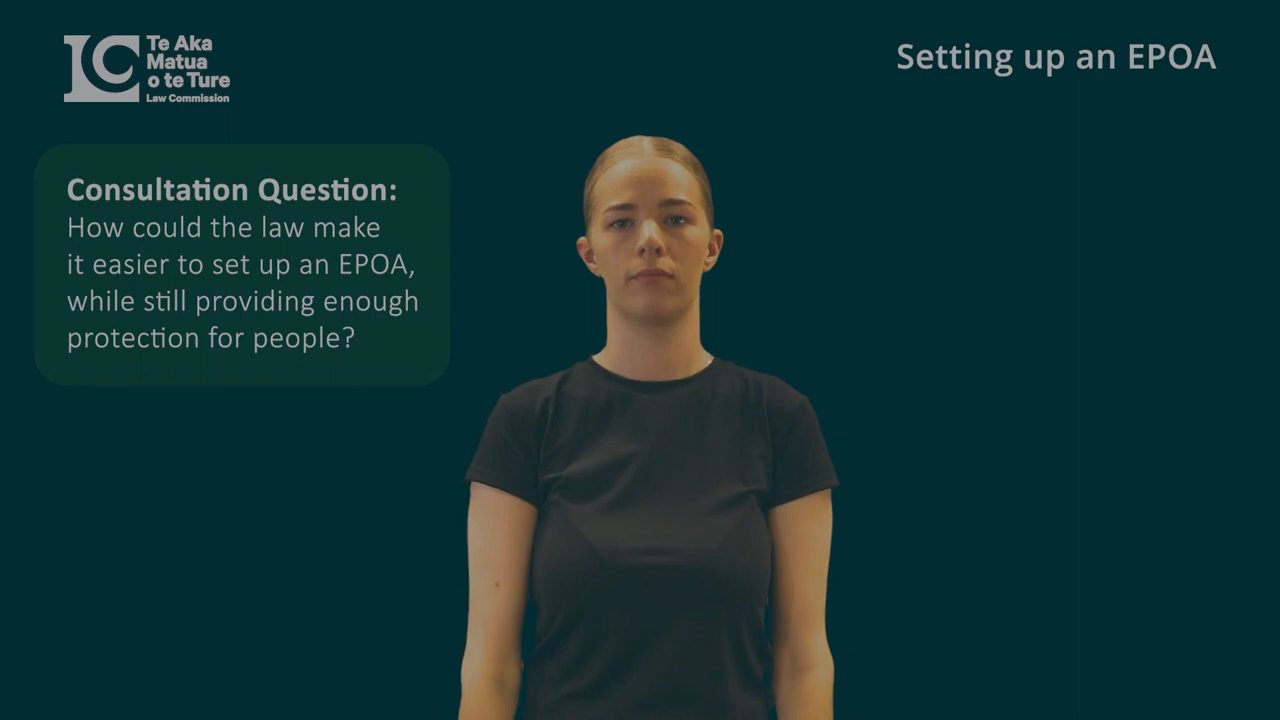 Te Aka
Matua
o te Ture
Law Commission
Setting up an EPOA
Consultation Question:
How could the law make
it easier to set up an EPOA,
while still providing enough
protection for people?